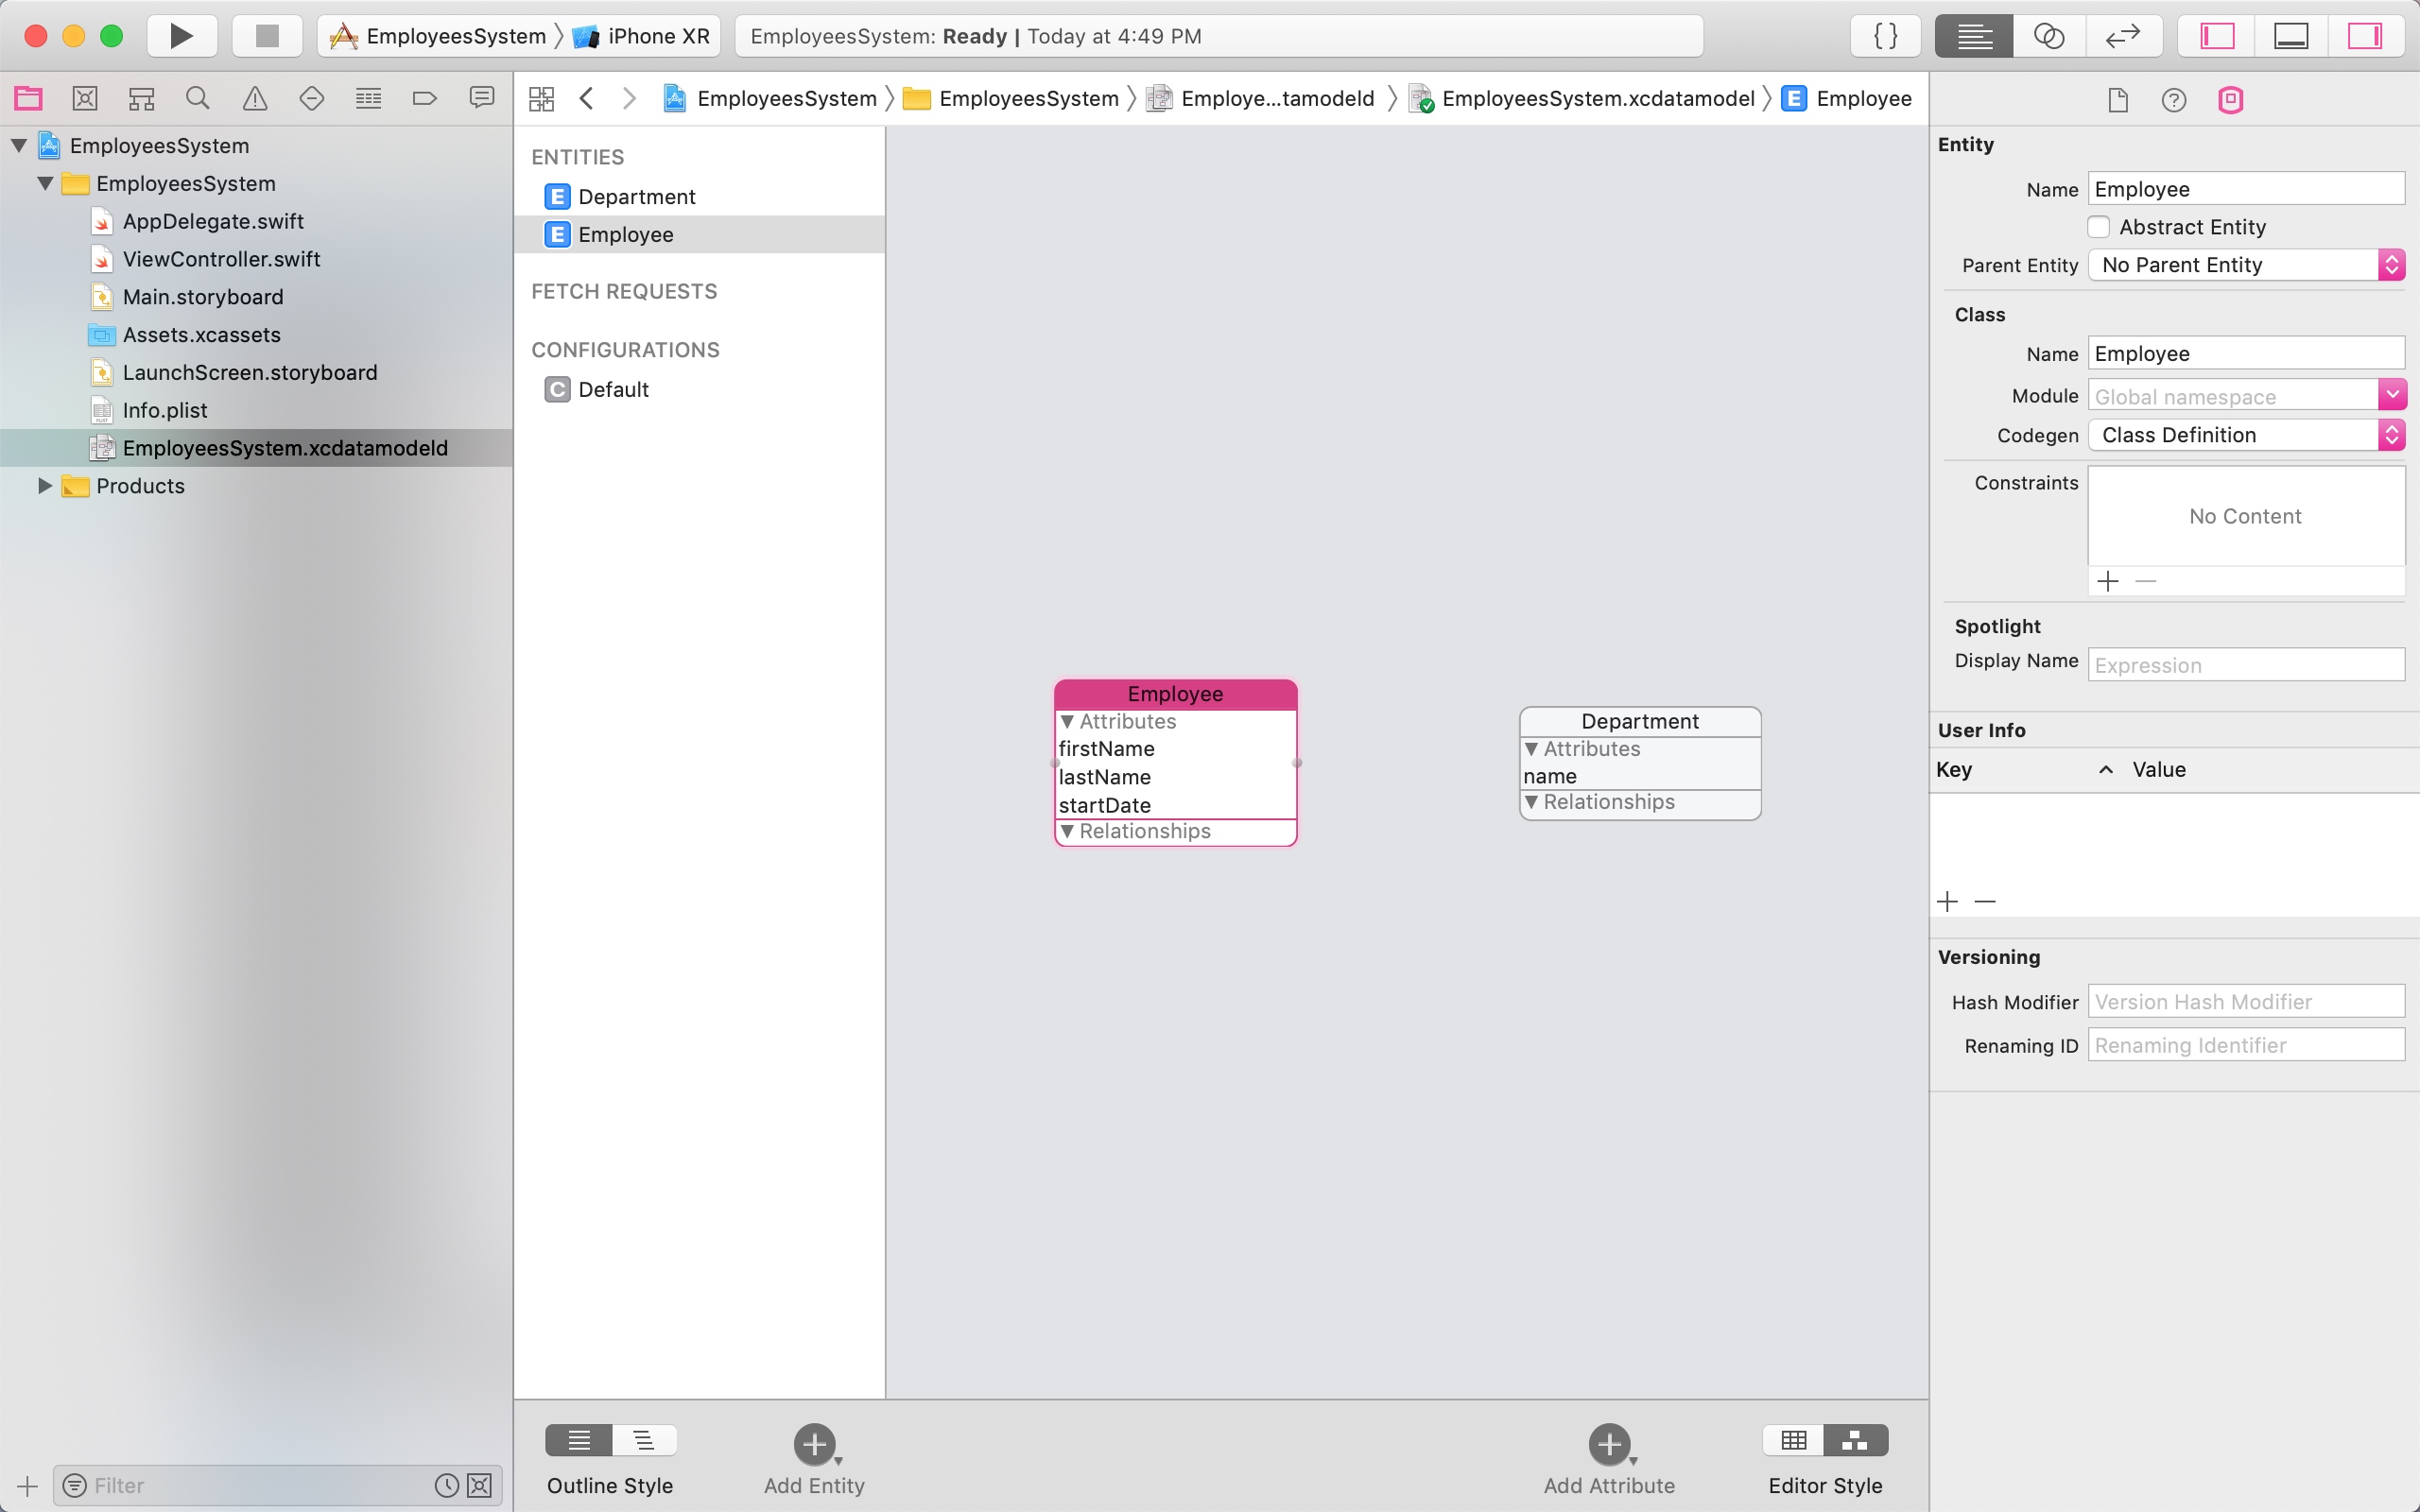 EmployeesSystem iPhone XR
EmployeesSystem: Ready | Today at 4:49 PM
{ }
EmployeesSystem EmployeesSystem Employe...tamodeld EmployeesSystem.xcdatamodel E Employee
EmployeesSystem
EmployeesSystem
AppDelegate.swift
ViewController.swift
Main.storyboard
Assets.xcassets
LaunchScreen.storyboard
Info.plist
EmployeesSystem.xcdatamodeld
Products
Filter
ENTITIES
E Department
E Employee
FETCH REQUESTS
CONFIGURATIONS
C Default
Employee
Attributes
firstName
lastName
startDate
Relationships
Department
Attributes
name
Relationships
Outline Style
Add Entity
Add Attribute
Editor Style
Entity
Name Employee
Abstract Entity
Parent Entity No Parent Entity
Class
Name Employee
Module Global namespace
Codegen Class Definition
Constraints
No Content
Spotlight
Display Name Expression
User Info
Key Value
Versioning
Hash Modifier Version Hash Modifier
Renaming ID Renaming Identifier